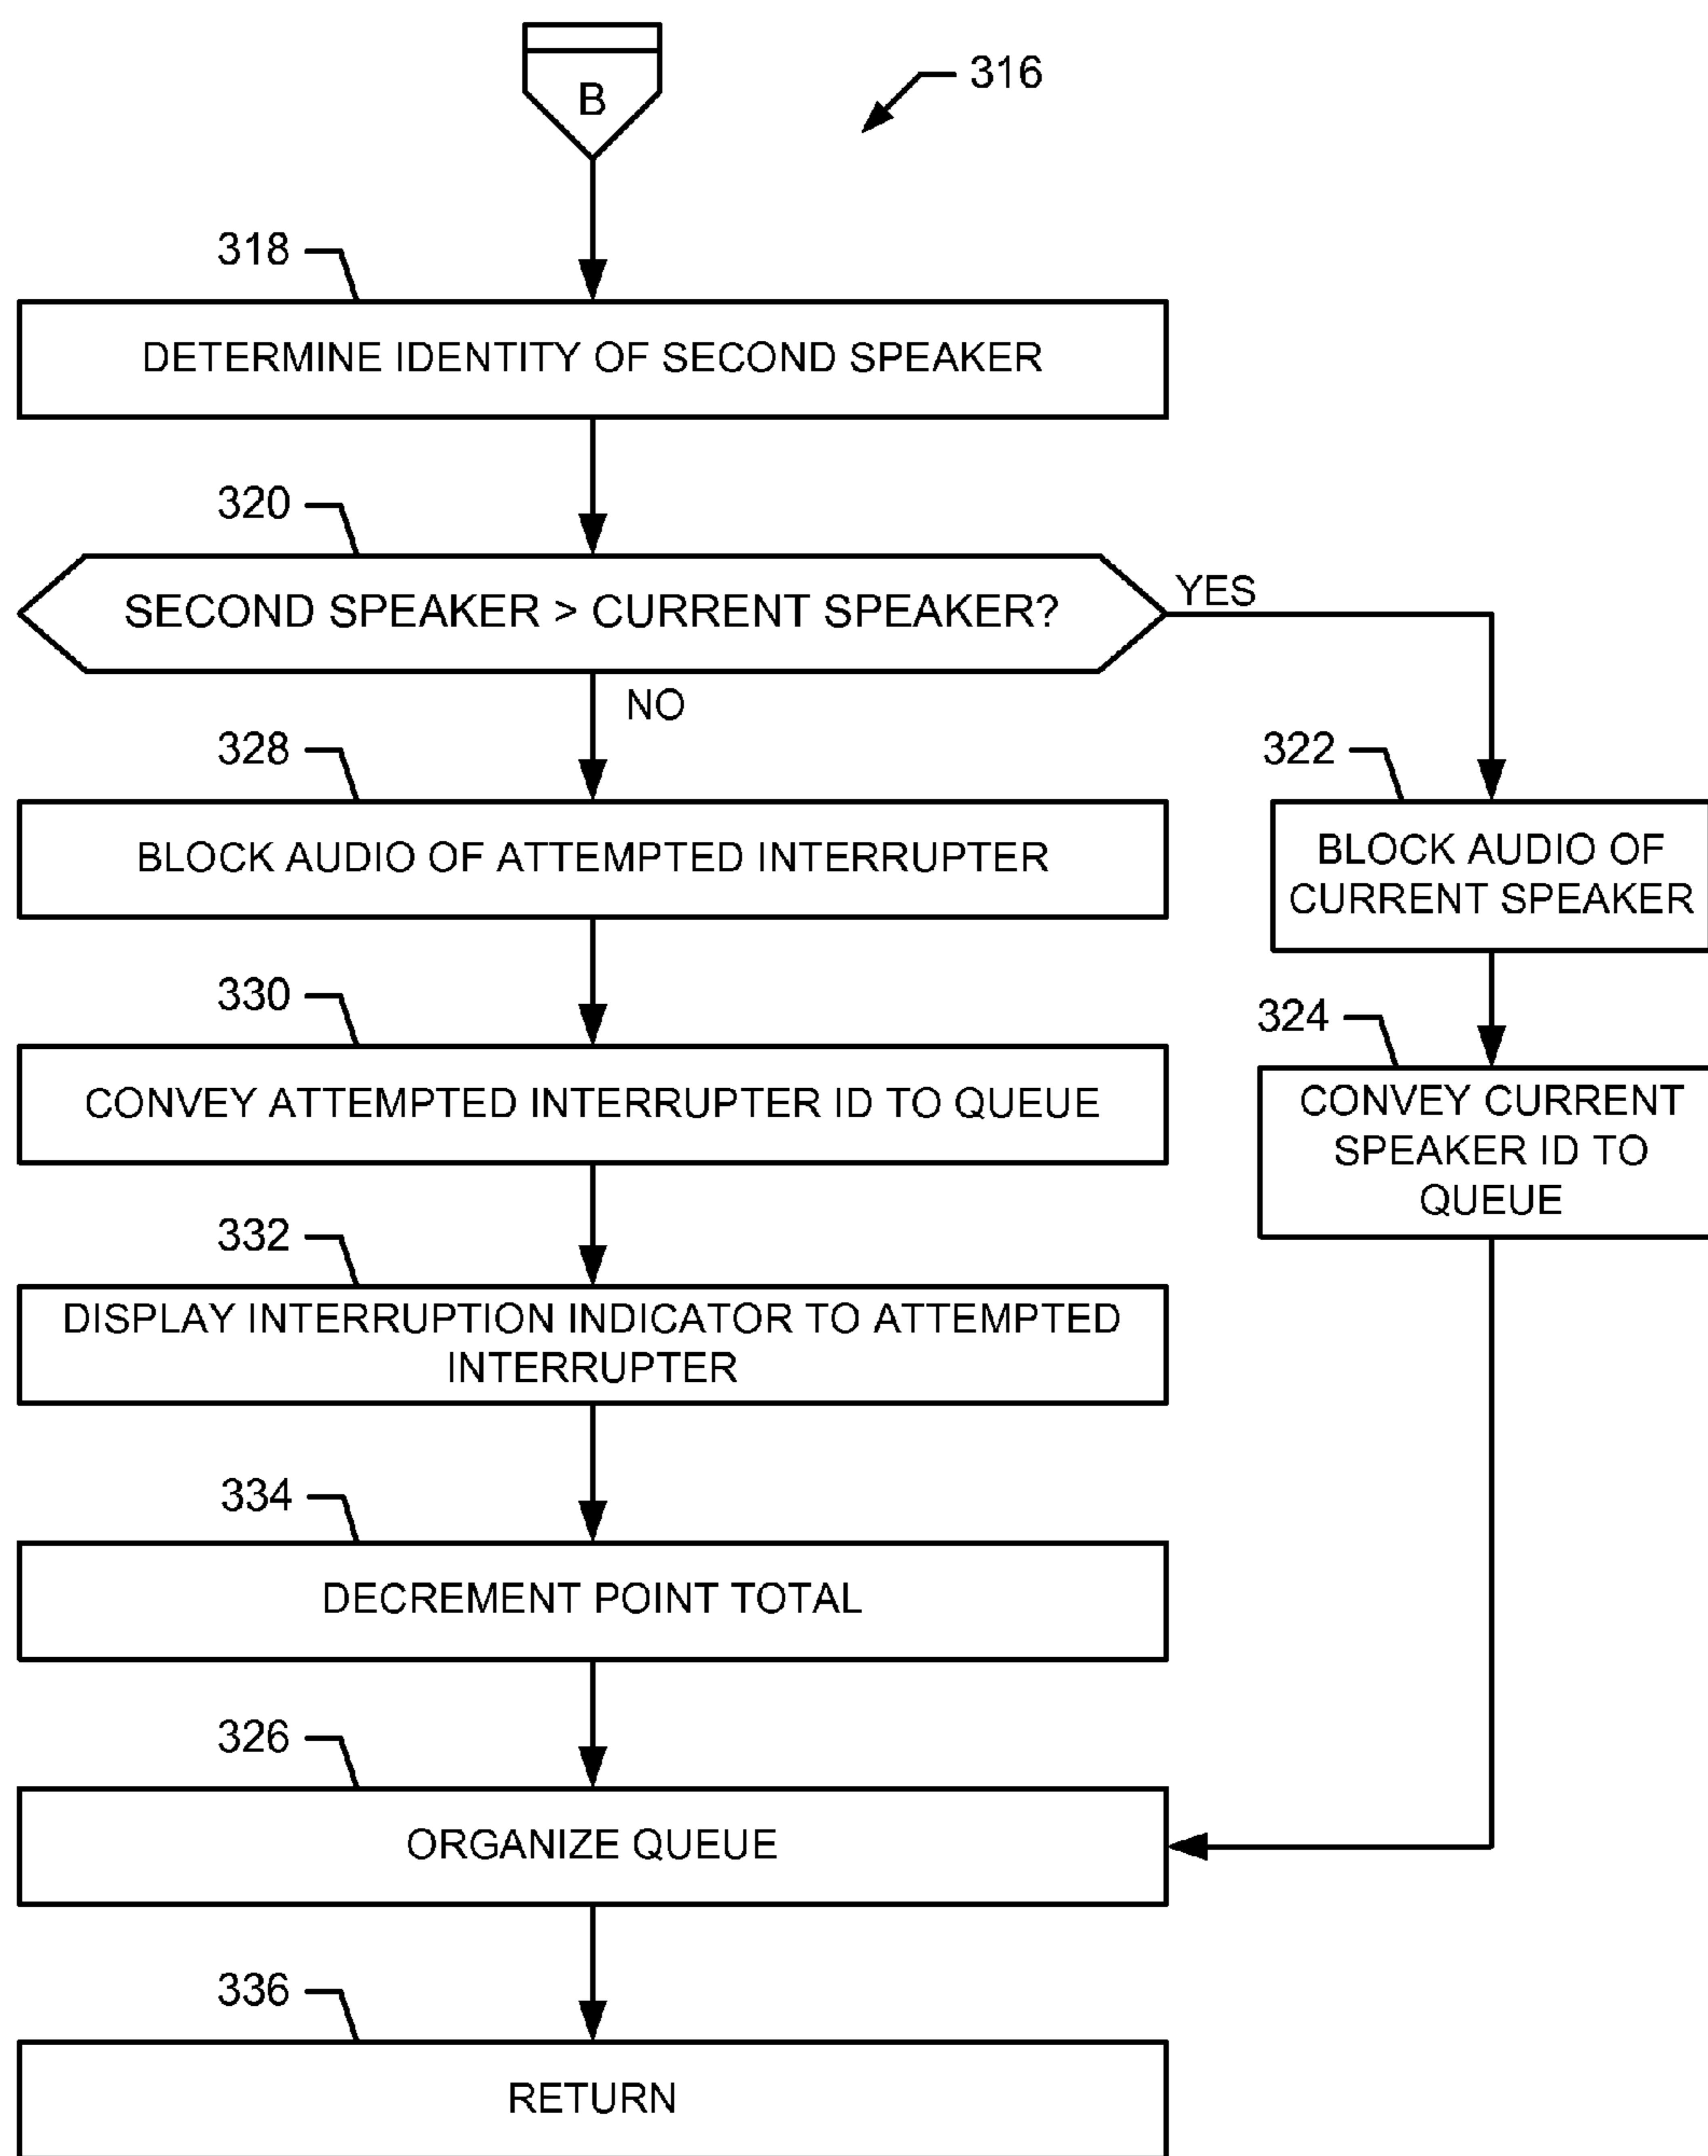 B
316
318
DETERMINE IDENTITY OF SECOND SPEAKER
320
SECOND SPEAKER > CURRENT SPEAKER?
YES
NO
328
BLOCK AUDIO OF ATTEMPTED INTERRUPTER
322
BLOCK AUDIO OF
CURRENT SPEAKER
330
CONVEY ATTEMPTED INTERRUPTER ID TO QUEUE
324
CONVEY CURRENT
SPEAKER ID TO
QUEUE
332
DISPLAY INTERRUPTION INDICATOR TO ATTEMPTED
INTERRUPTER
334
DECREMENT POINT TOTAL
326
ORGANIZE QUEUE
336
RETURN